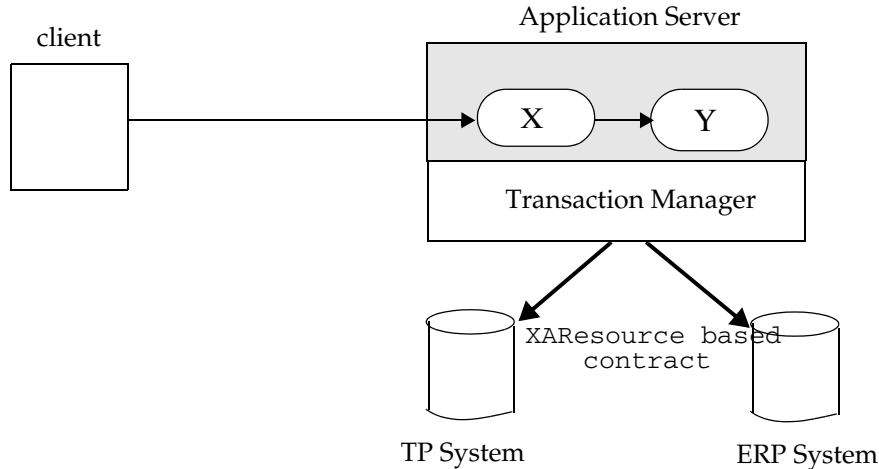 Application Server
client
X
Y
Transaction Manager
XAResource based
contract
TP System
ERP System